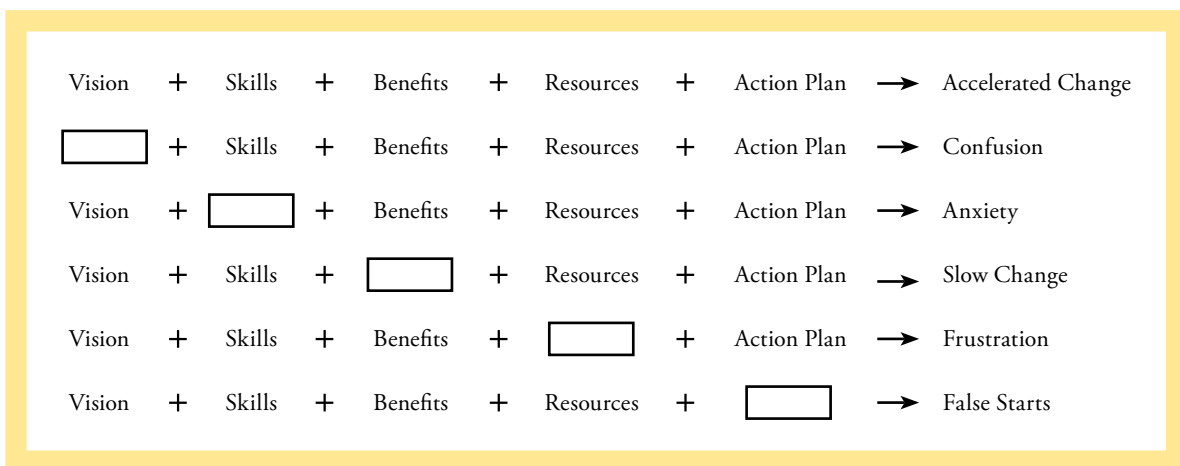 Vision + Skills + Benefits + Resources + Action Plan → Accelerated Change
+ Skills + Benefits + Resources + Action Plan → Confusion
Vision + + Benefits + Resources + Action Plan → Anxiety
Vision + Skills + + Resources + Action Plan → Slow Change
Vision + Skills + Benefits + + Action Plan → Frustration
Vision + Skills + Benefits + Resources + → False Starts